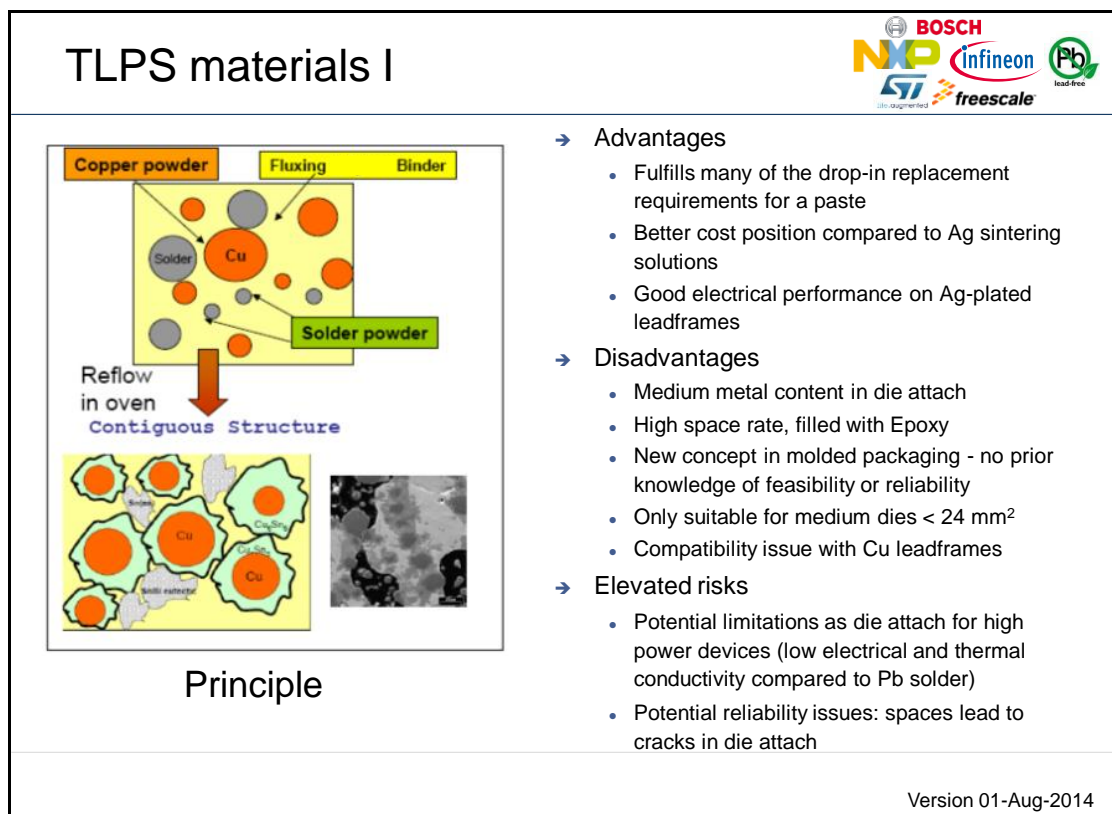 TLPS materials I
BOSCH
NXP
infineon
Pb
lead-free
ST
life.augmented
freescale
Copper powder
Fluxing Binder
Solder
Cu
Solder powder
Reflow
in oven
Contiguous Structure
Cu
Cu
Principle
➔ Advantages
• Fulfills many of the drop-in replacement
requirements for a paste
• Better cost position compared to Ag sintering
solutions
• Good electrical performance on Ag-plated
leadframes
➔ Disadvantages
• Medium metal content in die attach
• High space rate, filled with Epoxy
• New concept in molded packaging - no prior
knowledge of feasibility or reliability
• Only suitable for medium dies < 24 mm²
• Compatibility issue with Cu leadframes
➔ Elevated risks
• Potential limitations as die attach for high
power devices (low electrical and thermal
conductivity compared to Pb solder)
• Potential reliability issues: spaces lead to
cracks in die attach
Version 01-Aug-2014